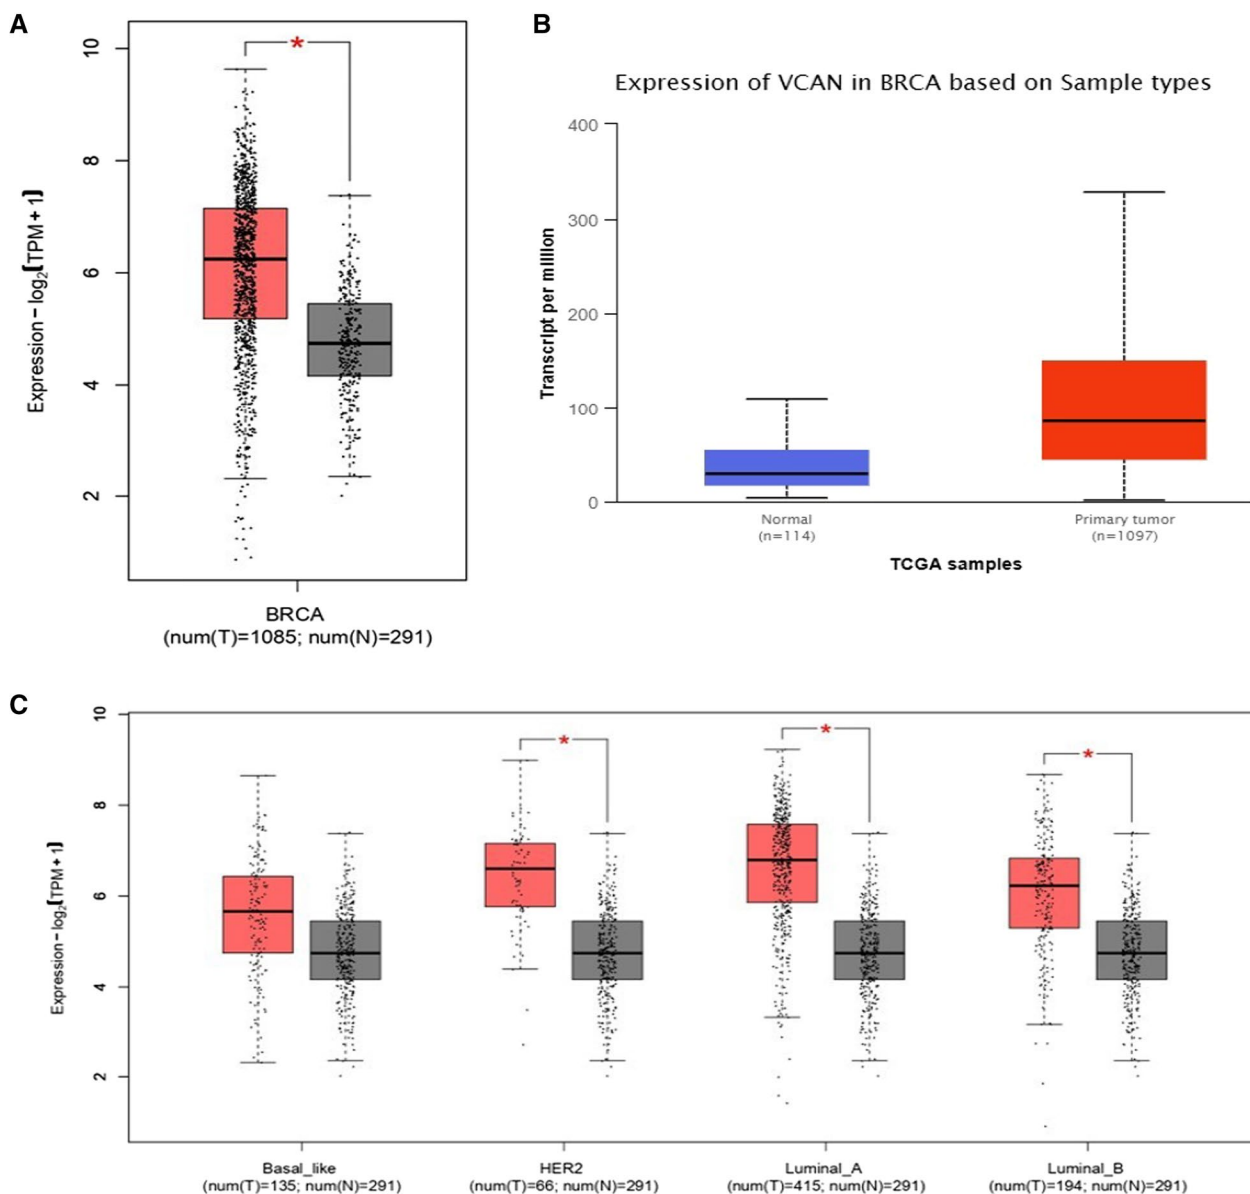 A
10
8
6
4
2
Expression − log2(TPM + 1)
*
BRCA
(num(T)=1085; num(N)=291)
B
Expression of VCAN in BRCA based on Sample types
400
300
200
100
0
Transcript per million
Normal
(n=114)
Primary tumor
(n=1097)
TCGA samples
C
10
8
6
4
2
Expression − log2(TPM + 1)
*
*
*
Basal_like
(num(T)=135; num(N)=291)
HER2
(num(T)=66; num(N)=291)
Luminal_A
(num(T)=415; num(N)=291)
Luminal_B
(num(T)=194; num(N)=291)